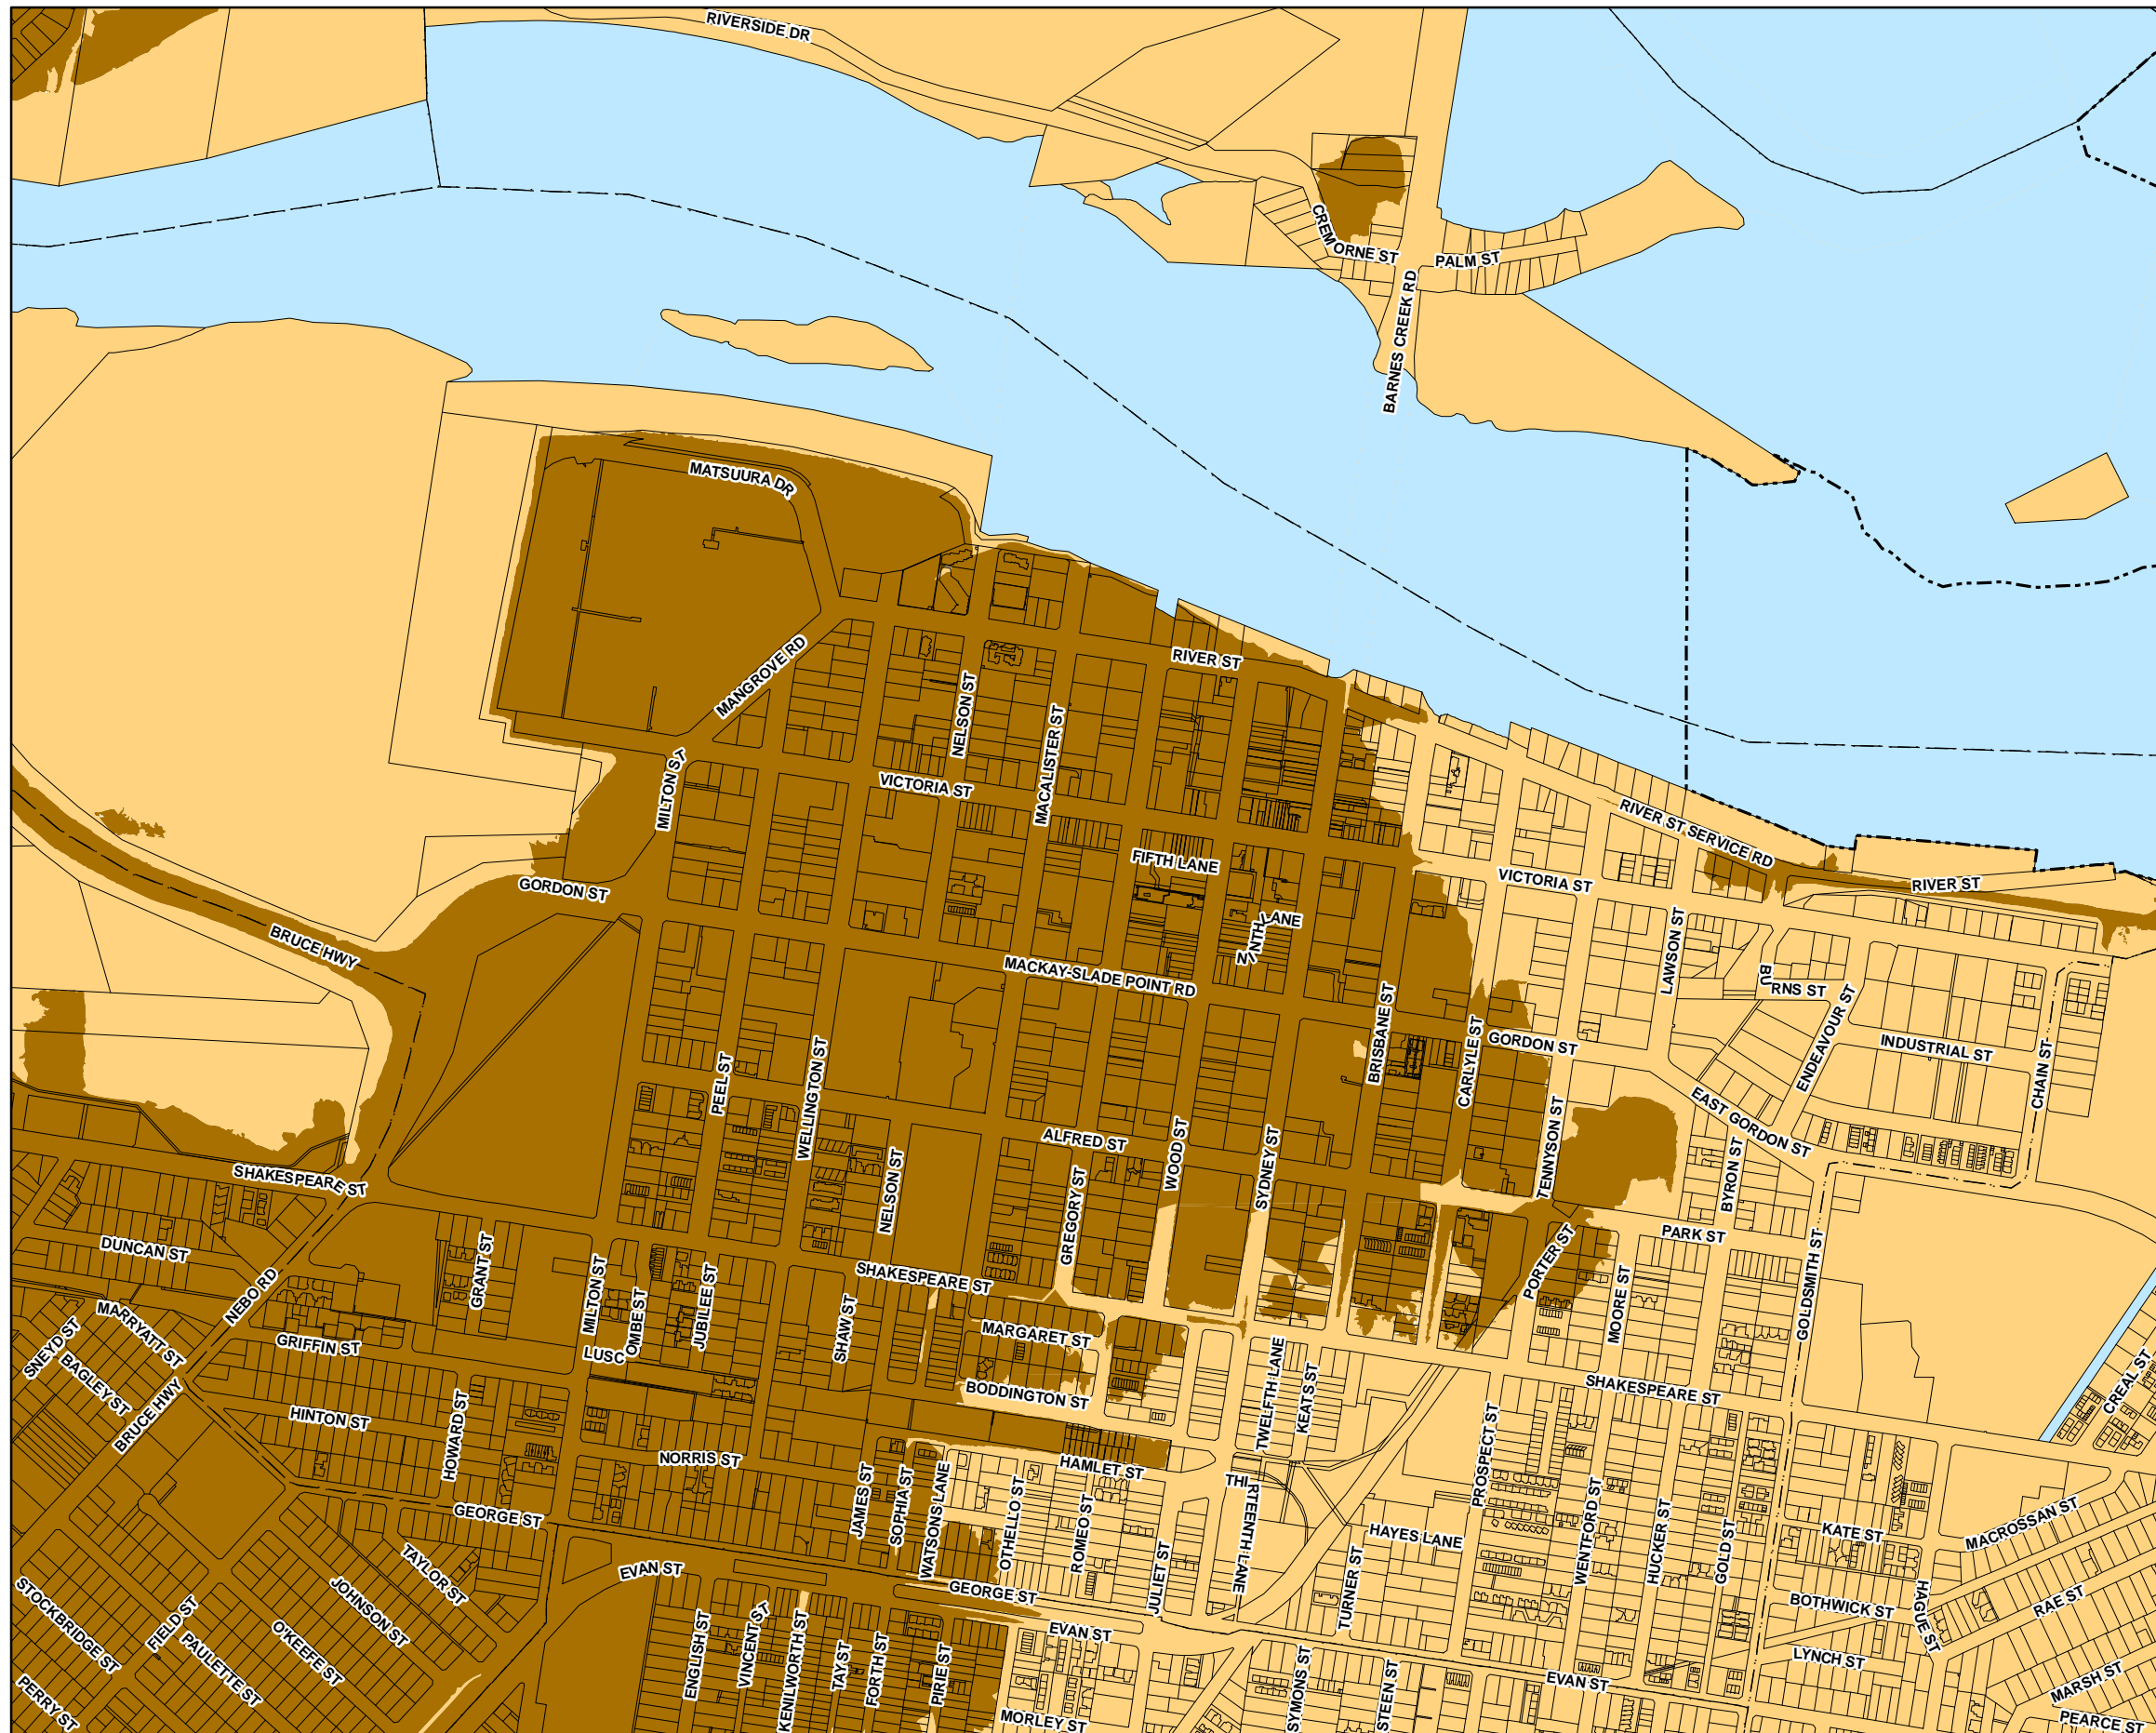 RIVERSIDE DR
CREMORNE ST
PALM ST
BARNES CREEK RD
MATSUURA DR
RIVER ST
MANGROVE RD
NELSON ST
MACALISTER ST
MILTON ST
VICTORIA ST
RIVER ST SERVICE RD
FIFTH LANE
VICTORIA ST
RIVER ST
GORDON ST
NINTH LANE
LAWSON ST
BRUCE HWY
MACKAY-SLADE POINT RD
BURNS ST
BRISBANE ST
ENDEAVOUR ST
GORDON ST
INDUSTRIAL ST
CARLYLE ST
CHAIN ST
PEEL ST
WELLINGTON ST
EAST GORDON ST
ALFRED ST
WOOD ST
SYDNEY ST
TENNYSON ST
BYRON ST
SHAKESPEARE ST
NELSON ST
GREGORY ST
PARK ST
DUNCAN ST
GRANT ST
PORTER ST
GOLDSMITH ST
NEBO RD
MILTON ST
LUSCOMBE ST
JUBILEE ST
SHAKESPEARE ST
MOORE ST
MARRYATT ST
SNEYD ST
GRIFFIN ST
SHAW ST
MARGARET ST
BAGLEY ST
BODDINGTON ST
TWELFTH LANE
KEATS ST
SHAKESPEARE ST
CREAL ST
BRUCE HWY
HINTON ST
HOWARD ST
NORRIS ST
HAMLET ST
PROSPECT ST
THIRTEENTH LANE
JAMES ST
SOPHIA ST
WATSONS LANE
OTHELLO ST
ROMEO ST
GEORGE ST
HAYES LANE
WENTFORD ST
HUCKER ST
GOLD ST
KATE ST
MACROSSAN ST
TAYLOR ST
EVAN ST
GEORGE ST
JULIET ST
TURNER ST
BOTHWICK ST
HAGUE ST
RAE ST
STOCKBRIDGE ST
FIELD ST
JOHNSON ST
O'KEEFE ST
PAULETTE ST
ENGLISH ST
VINCENT ST
KENILWORTH ST
TAY ST
FORTH ST
PIRIE ST
EVAN ST
LYNCH ST
MARSH ST
PERRY ST
MORLEY ST
SYMONS ST
STEEN ST
EVAN ST
PEARCE ST